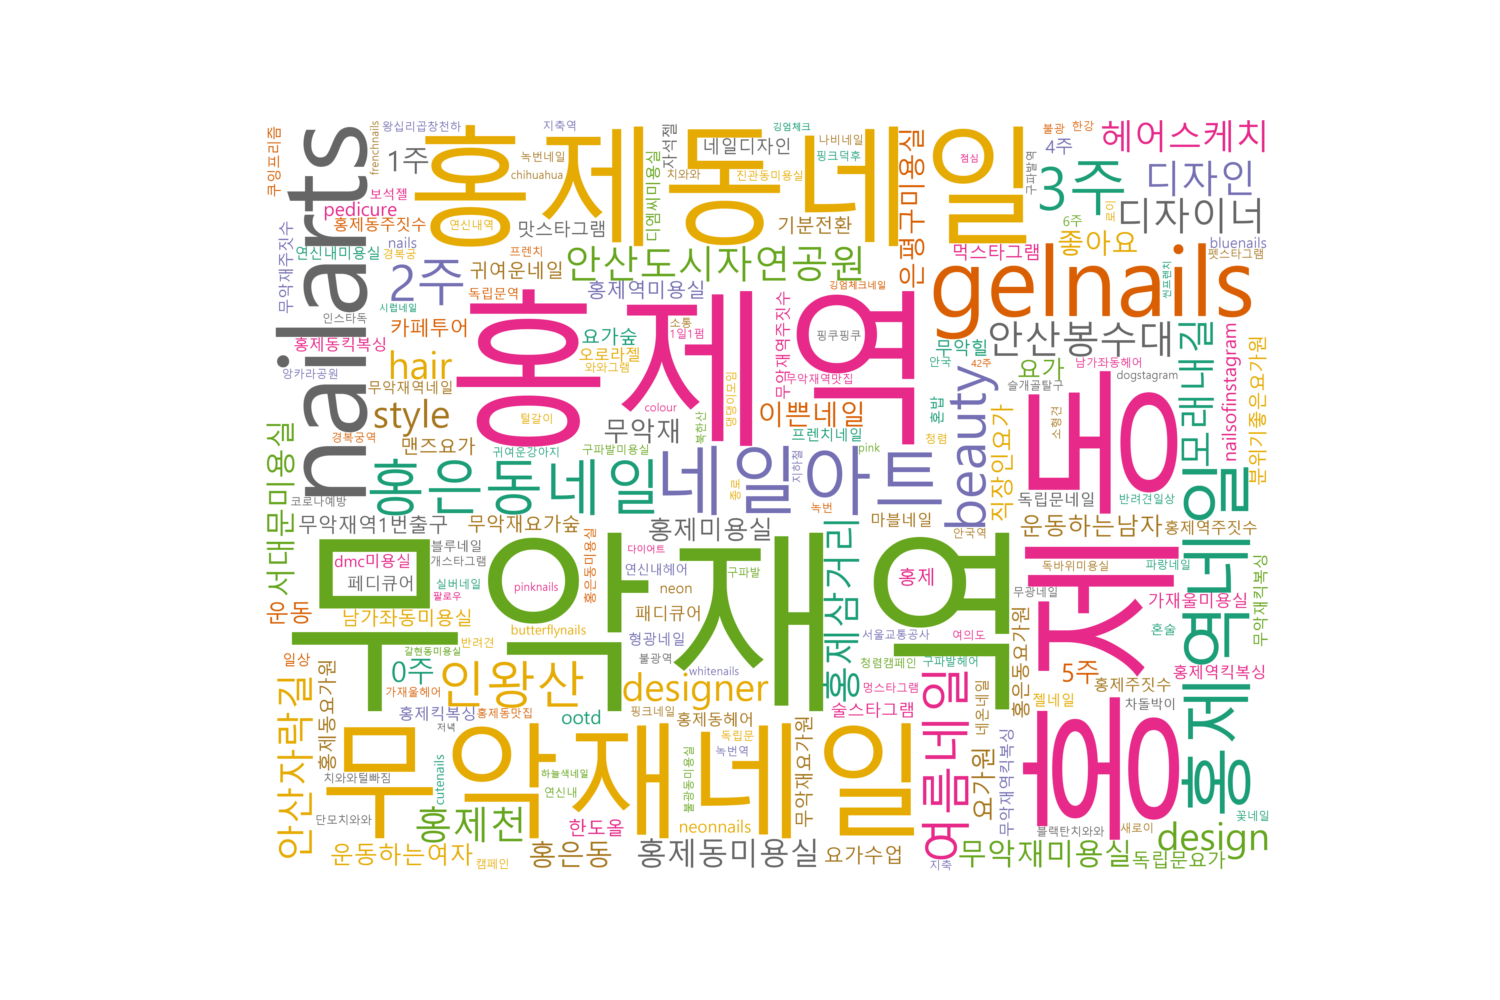 홍제동네일
홍제역
무악재역
무악재네일
홍제동
nailarts
gelnails
홍제역네일
네일아트
홍은동네일
beauty
3주
2주
헤어스케치
디자인
디자이너
안산도시자연공원
은평구미용실
안산봉수대
모래내길
nailsofinstagram
분위기좋은요가원
인왕산
designer
홍제삼거리
여름네일
design
홍제천
안산자락길
서대문미용실
hair
style
이쁜네일
무악재
요가
직장인요가
운동하는남자
홍제역주짓수
독립문네일
반려견일상
쿠잉프리즘
왕십리곱창천하
frenchnails
1주
지축역
녹번네일
chihuahua
보석젤
pedicure
홍제동주짓수
연신내역
맛스타그램
nails
연신내미용실
경복궁
프렌치
무악재주짓수
귀여운네일
독립문역
시럽네일
인스타독
카페투어
홍제동킥복싱
앙카라공원
무악재역네일
경복궁역
맨즈요가
귀여운강아지
구파발미용실
코로나예방
무악재역1번출구
무악재요가숲
홍제미용실
마블네일
녹번
안국역
자석젤
네일디자인
김엄체크
나비네일
핑크덕후
치와와
진관동미용실
디엠씨미용실
기분전환
점심
불광
한강
4주
구파발역
로이
6주
좋아요
먹스타그램
bluenails
펫스타그램
씬프렌치
홍제역미용실
김엄체크네일
요가숲
소통
1일1펌
오로라젤
와와그램
무악재역주짓수
핑쿠핑쿠
무악재역맛집
colour
털갈이
댕댕이모임
북한산
프렌치네일
pink
지하철
종로
무악힐
안국
42주
남가좌동헤어
dogstagram
슬개골탈구
혼밥
청렴
소형견
dmc미용실
블루네일
개스타그램
페디큐어
실버네일
팔로우
pinknails
홍은동미용실
다이어트
연신내헤어
구파발
neon
패디큐어
홍제
운동
남가좌동미용실
반려견
갈현동미용실
butterflynails
형광네일
불광역
whitenails
서울교통공사
여의도
청렴캠페인
구파발헤어
먹스타그램
술스타그램
독바위미용실
파랑네일
무광네일
가재울미용실
무악재킥복싱
혼술
5주
홍제역킥복싱
홍제주짓수
젤네일
차돌박이
홍은동요가원
네온네일
일상
0주
가재울헤어
홍제동요가원
홍제킥복싱
홍제동맛집
저녁
ootd
핑크네일
홍제동헤어
독립문
녹번역
무악재요가원
치와와털빠짐
cutenails
하늘색네일
연신내
불광동미용실
단모치와와
한도올
neonnails
요가원
무악재역킥복싱
블랙탄치와와
새로이
꽃네일
운동하는여자
캠페인
홍은동
홍제동미용실
요가수업
지축
무악재미용실
독립문요가